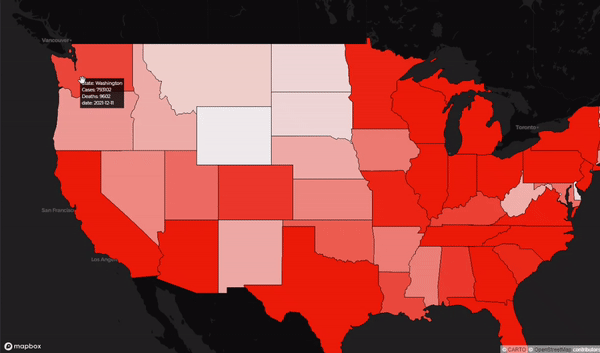 Vancouver
State: Washington
Cases: 793102
Deaths: 9602
date: 2021-12-11
Toronto
San Francisco
Los Angel
mapbox
© CARTO © OpenStreetMap contributors